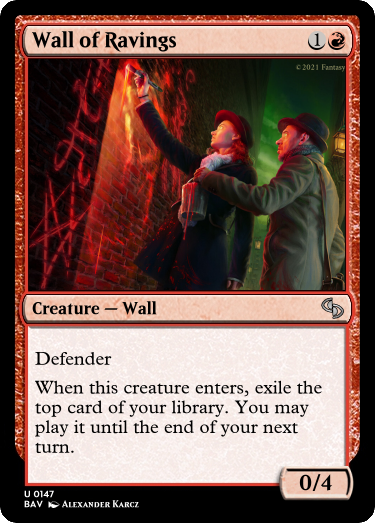 Wall of Ravings
1
©2021 Fantasy
Creature — Wall
Defender
When this creature enters, exile the
top card of your library. You may
play it until the end of your next
turn.
0/4
U 0147
BAV Alexander Karcz